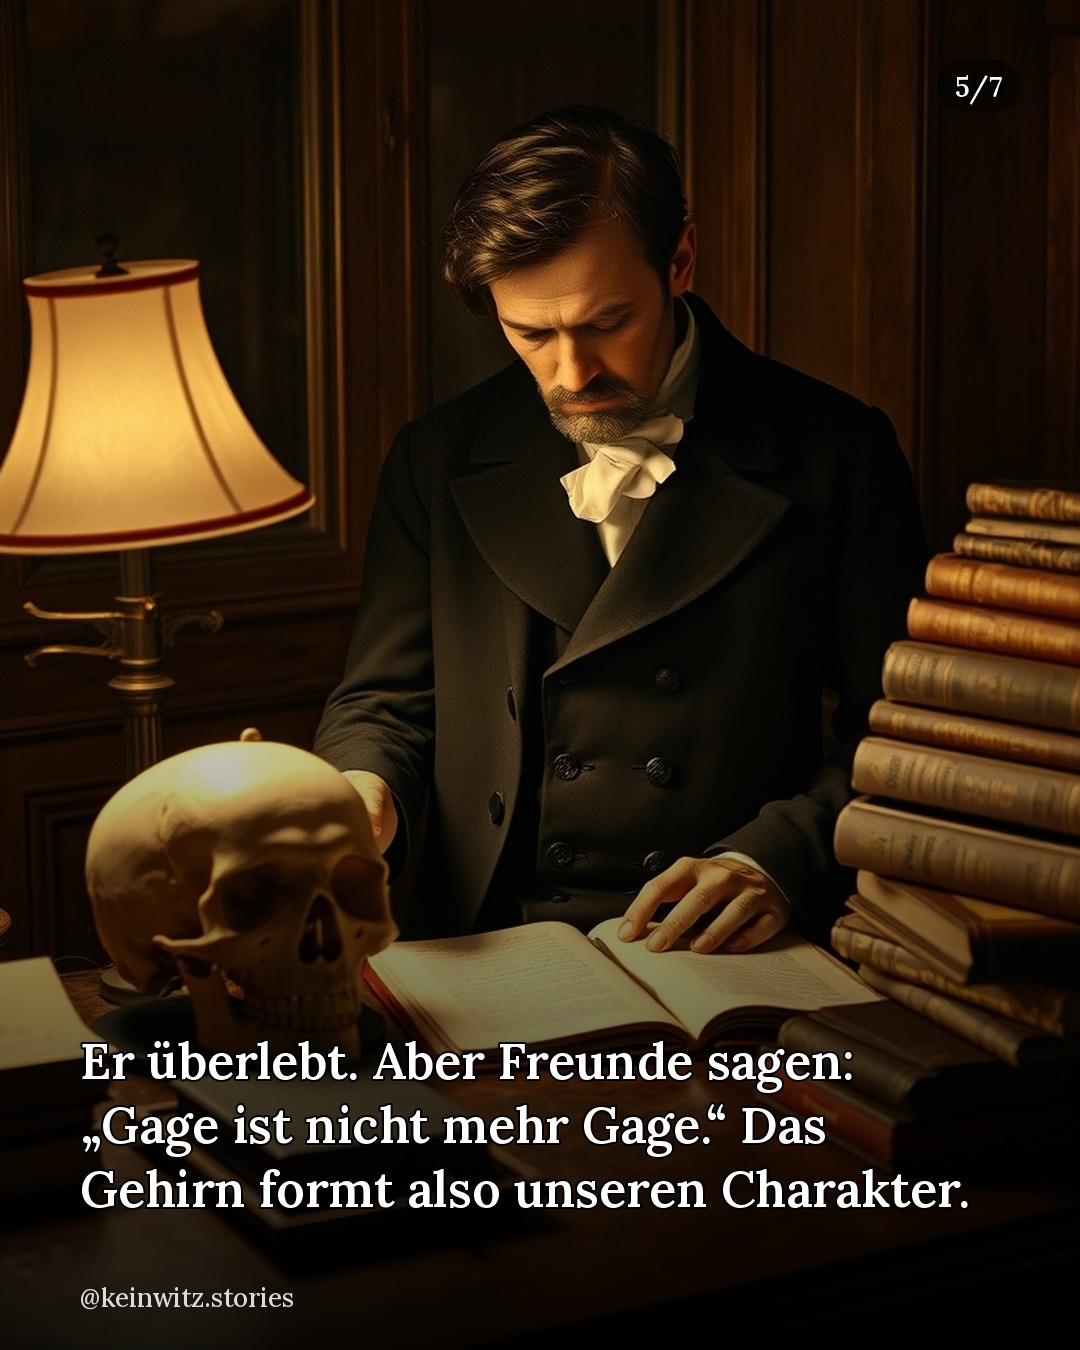 5/7
Er überlebt. Aber Freunde sagen:
„Gage ist nicht mehr Gage.“ Das
Gehirn formt also unseren Charakter.
@keinwitz.stories